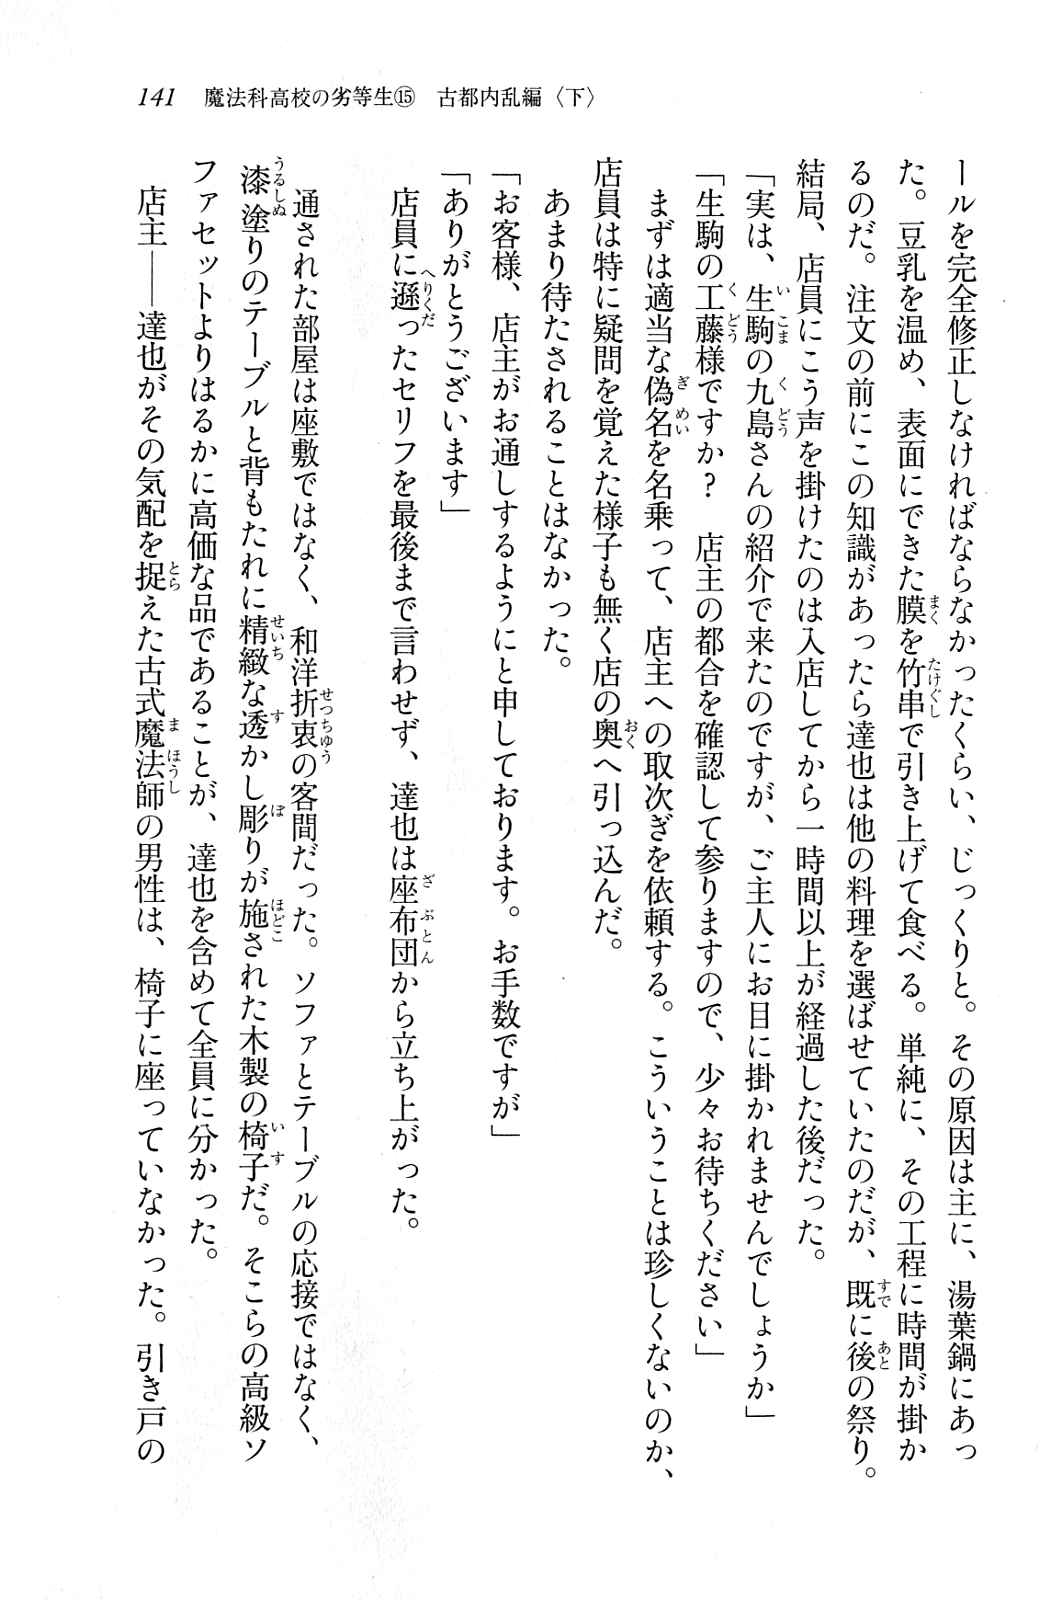 141 魔法科高校の劣等生⑮ 古都内乱編〈下〉
ールを完全修正しなければならなかったくらい、じっくりと。その原因は主に、湯葉鍋にあっ
た。豆乳を温め、表面にできた膜を竹串で引き上げて食べる。単純に、その工程に時間が掛か
るのだ。注文の前にこの知識があったら達也は他の料理を選ばせていたのだが、既に後の祭り。
結局、店員にこう声を掛けたのは入店してから一時間以上が経過した後だった。
「実は、生駒の九島さんの紹介で来たのですが、ご主人にお目に掛かれませんでしょうか」
「生駒の工藤様ですか? 店主の都合を確認して参りますので、少々お待ちください」
まずは適当な偽名を名乗って、店主への取次ぎを依頼する。こういうことは珍しくないのか、
店員は特に疑問を覚えた様子も無く店の奥へ引っ込んだ。
あまり待たされることはなかった。
「お客様、店主がお通しするようにと申しております。お手数ですが」
「ありがとうございます」
店員に遜ったセリフを最後まで言わせず、達也は座布団から立ち上がった。
通された部屋は座敷ではなく、和洋折衷の客間だった。ソファとテーブルの応接ではなく、
漆塗りのテーブルと背もたれに精緻な透かし彫りが施された木製の椅子だ。そこらの高級ソ
ファセットよりはるかに高価な品であることが、達也を含めて全員に分かった。
店主――達也がその気配を捉えた古式魔法師の男性は、椅子に座っていなかった。引き戸の